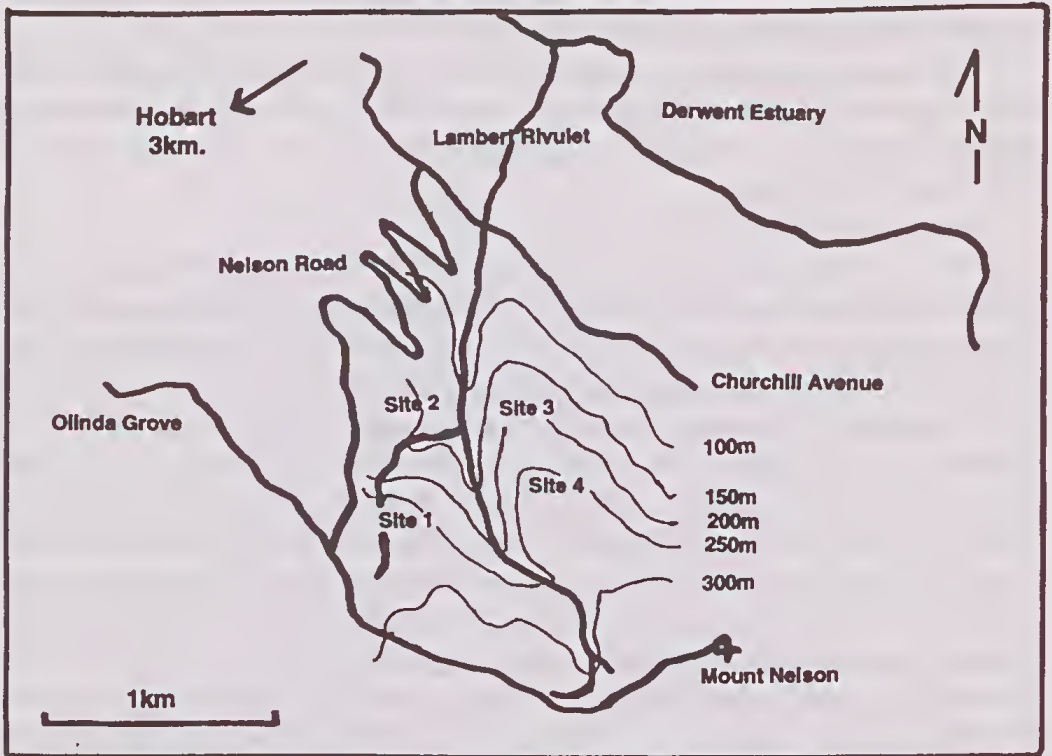 Hobart
3km.
Lambert Rivulet
Derwent Estuary
N
Nelson Road
Churchill Avenue
Olinda Grove
Site 2
Site 3
100m
Site 4
150m
Site 1
200m
250m
300m
Mount Nelson
1km